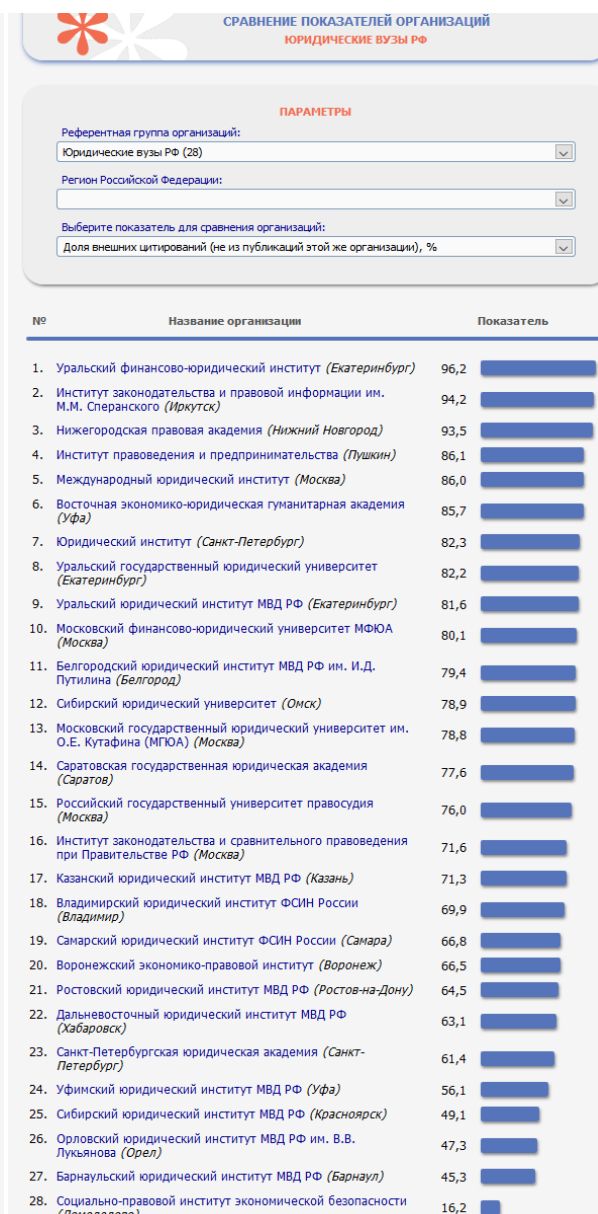 СРАВНЕНИЕ ПОКАЗАТЕЛЕЙ ОРГАНИЗАЦИЙ
ЮРИДИЧЕСКИЕ ВУЗЫ РФ
ПАРАМЕТРЫ
Референтная группа организаций:
Юридические вузы РФ (28)
Регион Российской Федерации:
Выберите показатель для сравнения организаций:
Доля внешних цитирований (не из публикаций этой же организации), %
№ Название организации Показатель
1. Уральский финансово-юридический институт (Екатеринбург) 96,2
2. Институт законодательства и правовой информации им.
М.М. Сперанского (Иркутск) 94,2
3. Нижегородская правовая академия (Нижний Новгород) 93,5
4. Институт правоведения и предпринимательства (Пушкин) 86,1
5. Международный юридический институт (Москва) 86,0
6. Восточная экономико-юридическая гуманитарная академия
(Уфа) 85,7
7. Юридический институт (Санкт-Петербург) 82,3
8. Уральский государственный юридический университет
(Екатеринбург) 82,2
9. Уральский юридический институт МВД РФ (Екатеринбург) 81,6
10. Московский финансово-юридический университет МФЮА
(Москва) 80,1
11. Белгородский юридический институт МВД РФ им. И.Д.
Путилина (Белгород) 79,4
12. Сибирский юридический университет (Омск) 78,9
13. Московский государственный юридический университет им.
О.Е. Кутафина (МГЮА) (Москва) 78,8
14. Саратовская государственная юридическая академия
(Саратов) 77,6
15. Российский государственный университет правосудия
(Москва) 76,0
16. Институт законодательства и сравнительного правоведения
при Правительстве РФ (Москва) 71,6
17. Казанский юридический институт МВД РФ (Казань) 71,3
18. Владимирский юридический институт ФСИН России
(Владимир) 69,9
19. Самарский юридический институт ФСИН России (Самара) 66,8
20. Воронежский экономико-правовой институт (Воронеж) 66,5
21. Ростовский юридический институт МВД РФ (Ростов-на-Дону) 64,5
22. Дальневосточный юридический институт МВД РФ
(Хабаровск) 63,1
23. Санкт-Петербургская юридическая академия (Санкт-
Петербург) 61,4
24. Уфимский юридический институт МВД РФ (Уфа) 56,1
25. Сибирский юридический институт МВД РФ (Красноярск) 49,1
26. Орловский юридический институт МВД РФ им. В.В.
Лукьянова (Орел) 47,3
27. Барнаульский юридический институт МВД РФ (Барнаул) 45,3
28. Социально-правовой институт экономической безопасности
16,2